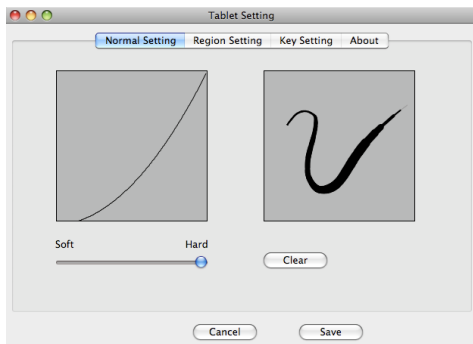 Tablet Setting
Normal Setting Region Setting Key Setting About
Soft Hard
Clear
Cancel Save